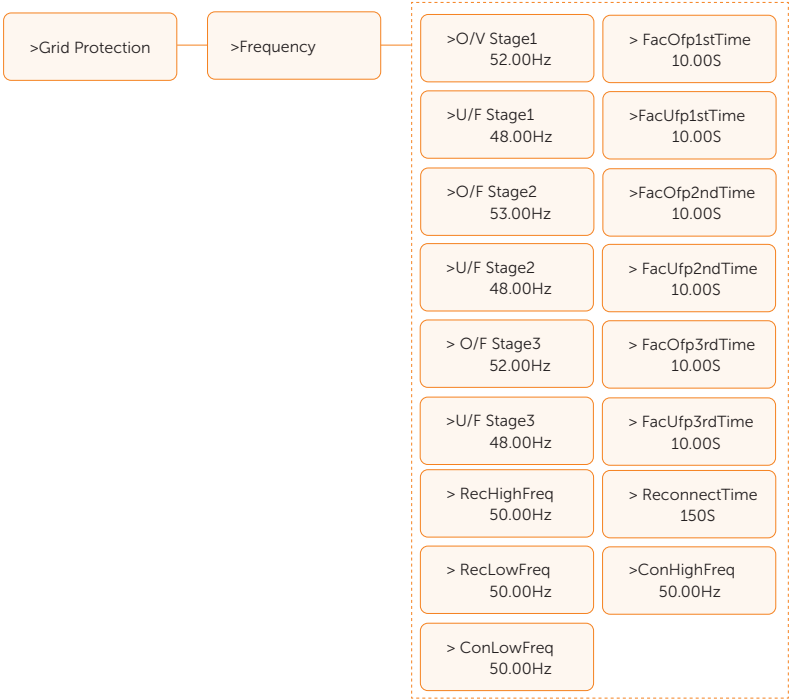 >Grid Protection
>Frequency
>O/V Stage1
52.00Hz
> FacOfp1stTime
10.00S
>U/F Stage1
48.00Hz
>FacUfp1stTime
10.00S
>O/F Stage2
53.00Hz
>FacOfp2ndTime
10.00S
>U/F Stage2
48.00Hz
> FacUfp2ndTime
10.00S
> O/F Stage3
52.00Hz
> FacOfp3rdTime
10.00S
>U/F Stage3
48.00Hz
> FacUfp3rdTime
10.00S
> RecHighFreq
50.00Hz
> ReconnectTime
150S
> RecLowFreq
50.00Hz
>ConHighFreq
50.00Hz
> ConLowFreq
50.00Hz